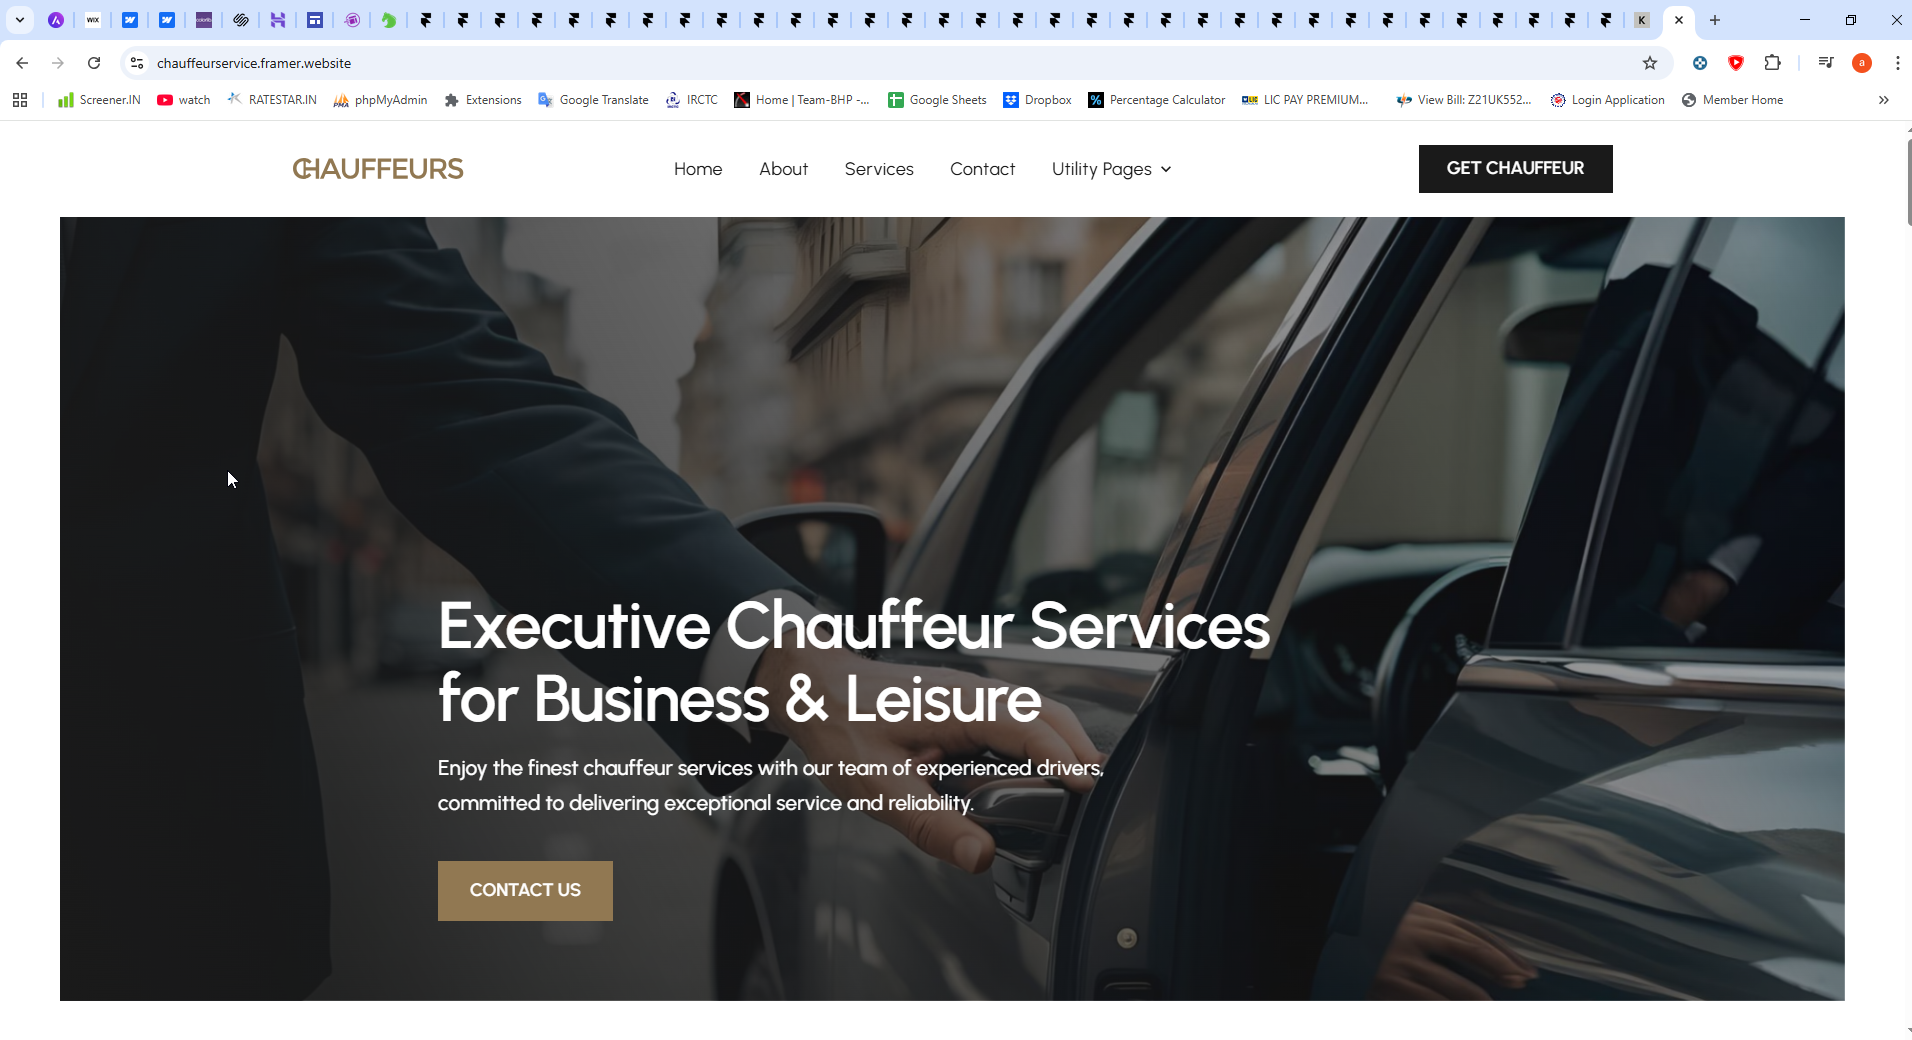 WIX
K
chauffeurservice.framer.website
a
Screener.IN
watch
RATESTAR.IN
phpMyAdmin
Extensions
Google Translate
IRCTC
Home | Team-BHP -...
Google Sheets
Dropbox
Percentage Calculator
LIC PAY PREMIUM...
View Bill: Z21UK552...
Login Application
Member Home
CHAUFFEURS
Home
About
Services
Contact
Utility Pages
GET CHAUFFEUR
Executive Chauffeur Services
for Business & Leisure
Enjoy the finest chauffeur services with our team of experienced drivers,
committed to delivering exceptional service and reliability.
CONTACT US